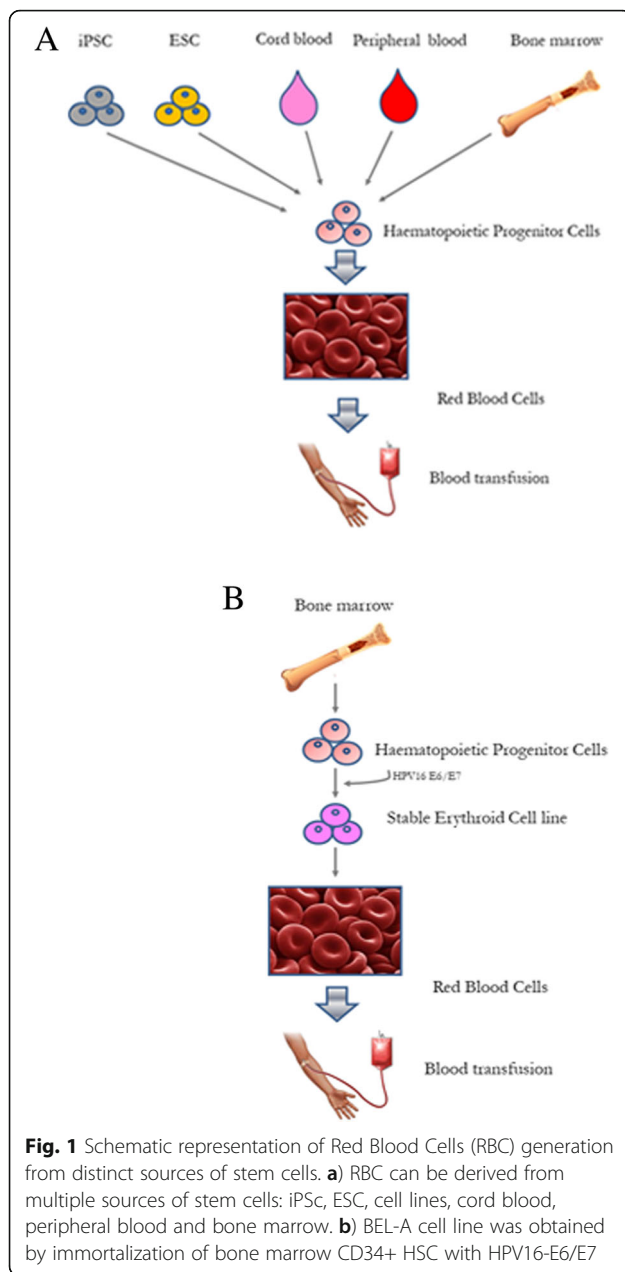 A
iPSC ESC Cord blood Peripheral blood Bone marrow
Haematopoietic Progenitor Cells
Red Blood Cells
Blood transfusion
B
Bone marrow
Haematopoietic Progenitor Cells
HPV16 E6/E7
Stable Erythroid Cell line
Red Blood Cells
Blood transfusion
Fig. 1 Schematic representation of Red Blood Cells (RBC) generation
from distinct sources of stem cells. a) RBC can be derived from
multiple sources of stem cells: iPSc, ESC, cell lines, cord blood,
peripheral blood and bone marrow. b) BEL-A cell line was obtained
by immortalization of bone marrow CD34+ HSC with HPV16-E6/E7